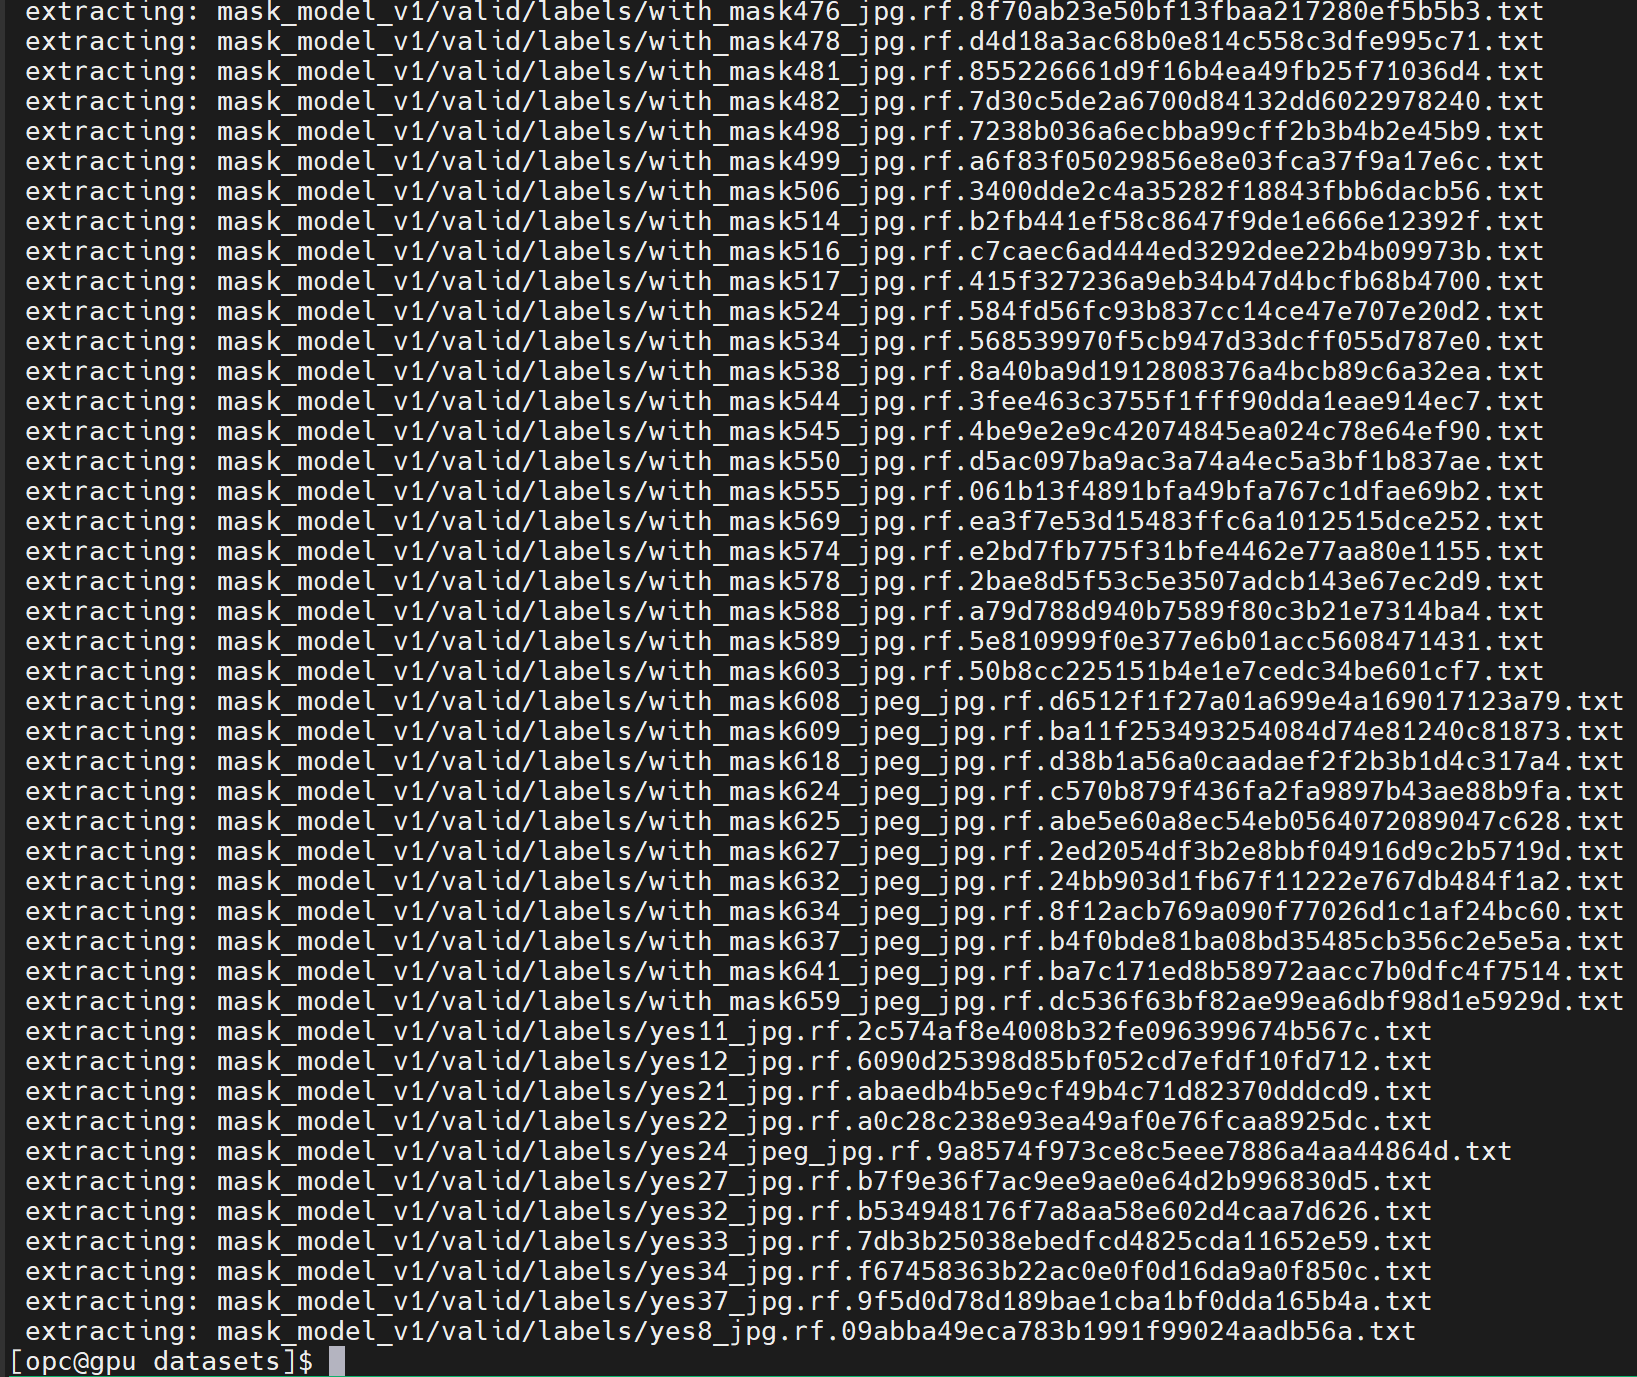 extracting: mask_model_v1/valid/labels/with_mask476_jpg.rf.8f70ab23e50bf13fbaa217280ef5b5b3.txt
extracting: mask_model_v1/valid/labels/with_mask478_jpg.rf.d4d18a3ac68b0e814c558c3dfe995c71.txt
extracting: mask_model_v1/valid/labels/with_mask481_jpg.rf.855226661d9f16b4ea49fb25f71036d4.txt
extracting: mask_model_v1/valid/labels/with_mask482_jpg.rf.7d30c5de2a6700d84132dd6022978240.txt
extracting: mask_model_v1/valid/labels/with_mask498_jpg.rf.7238b036a6ecbba99cff2b3b4b2e45b9.txt
extracting: mask_model_v1/valid/labels/with_mask499_jpg.rf.a6f83f05029856e8e03fca37f9a17e6c.txt
extracting: mask_model_v1/valid/labels/with_mask506_jpg.rf.3400dde2c4a35282f18843fbb6dacb56.txt
extracting: mask_model_v1/valid/labels/with_mask514_jpg.rf.b2fb441ef58c8647f9de1e666e12392f.txt
extracting: mask_model_v1/valid/labels/with_mask516_jpg.rf.c7caec6ad444ed3292dee22b4b09973b.txt
extracting: mask_model_v1/valid/labels/with_mask517_jpg.rf.415f327236a9eb34b47d4bcfb68b4700.txt
extracting: mask_model_v1/valid/labels/with_mask524_jpg.rf.584fd56fc93b837cc14ce47e707e20d2.txt
extracting: mask_model_v1/valid/labels/with_mask534_jpg.rf.568539970f5cb947d33dcff055d787e0.txt
extracting: mask_model_v1/valid/labels/with_mask538_jpg.rf.8a40ba9d1912808376a4bcb89c6a32ea.txt
extracting: mask_model_v1/valid/labels/with_mask544_jpg.rf.3fee463c3755f1fff90dda1eae914ec7.txt
extracting: mask_model_v1/valid/labels/with_mask545_jpg.rf.4be9e2e9c42074845ea024c78e64ef90.txt
extracting: mask_model_v1/valid/labels/with_mask550_jpg.rf.d5ac097ba9ac3a74a4ec5a3bf1b837ae.txt
extracting: mask_model_v1/valid/labels/with_mask555_jpg.rf.061b13f4891bfa49bfa767c1dfae69b2.txt
extracting: mask_model_v1/valid/labels/with_mask569_jpg.rf.ea3f7e53d15483ffc6a1012515dce252.txt
extracting: mask_model_v1/valid/labels/with_mask574_jpg.rf.e2bd7fb775f31bfe4462e77aa80e1155.txt
extracting: mask_model_v1/valid/labels/with_mask578_jpg.rf.2bae8d5f53c5e3507adcb143e67ec2d9.txt
extracting: mask_model_v1/valid/labels/with_mask588_jpg.rf.a79d788d940b7589f80c3b21e7314ba4.txt
extracting: mask_model_v1/valid/labels/with_mask589_jpg.rf.5e810999f0e377e6b01acc5608471431.txt
extracting: mask_model_v1/valid/labels/with_mask603_jpg.rf.50b8cc225151b4e1e7cedc34be601cf7.txt
extracting: mask_model_v1/valid/labels/with_mask608_jpeg_jpg.rf.d6512f1f27a01a699e4a169017123a79.txt
extracting: mask_model_v1/valid/labels/with_mask609_jpeg_jpg.rf.ba11f253493254084d74e81240c81873.txt
extracting: mask_model_v1/valid/labels/with_mask618_jpeg_jpg.rf.d38b1a56a0caadaef2f2b3b1d4c317a4.txt
extracting: mask_model_v1/valid/labels/with_mask624_jpeg_jpg.rf.c570b879f436fa2fa9897b43ae88b9fa.txt
extracting: mask_model_v1/valid/labels/with_mask625_jpeg_jpg.rf.abe5e60a8ec54eb0564072089047c628.txt
extracting: mask_model_v1/valid/labels/with_mask627_jpeg_jpg.rf.2ed2054df3b2e8bbf04916d9c2b5719d.txt
extracting: mask_model_v1/valid/labels/with_mask632_jpeg_jpg.rf.24bb903d1fb67f11222e767db484f1a2.txt
extracting: mask_model_v1/valid/labels/with_mask634_jpeg_jpg.rf.8f12acb769a090f77026d1c1af24bc60.txt
extracting: mask_model_v1/valid/labels/with_mask637_jpeg_jpg.rf.b4f0bde81ba08bd35485cb356c2e5e5a.txt
extracting: mask_model_v1/valid/labels/with_mask641_jpeg_jpg.rf.ba7c171ed8b58972aacc7b0dfc4f7514.txt
extracting: mask_model_v1/valid/labels/with_mask659_jpeg_jpg.rf.dc536f63bf82ae99ea6dbf98d1e5929d.txt
extracting: mask_model_v1/valid/labels/yes11_jpg.rf.2c574af8e4008b32fe096399674b567c.txt
extracting: mask_model_v1/valid/labels/yes12_jpg.rf.6090d25398d85bf052cd7efdf10fd712.txt
extracting: mask_model_v1/valid/labels/yes21_jpg.rf.abaedb4b5e9cf49b4c71d82370dddcd9.txt
extracting: mask_model_v1/valid/labels/yes22_jpg.rf.a0c28c238e93ea49af0e76fcaa8925dc.txt
extracting: mask_model_v1/valid/labels/yes24_jpeg_jpg.rf.9a8574f973ce8c5eee7886a4aa44864d.txt
extracting: mask_model_v1/valid/labels/yes27_jpg.rf.b7f9e36f7ac9ee9ae0e64d2b996830d5.txt
extracting: mask_model_v1/valid/labels/yes32_jpg.rf.b534948176f7a8aa58e602d4caa7d626.txt
extracting: mask_model_v1/valid/labels/yes33_jpg.rf.7db3b25038ebedfcd4825cda11652e59.txt
extracting: mask_model_v1/valid/labels/yes34_jpg.rf.f67458363b22ac0e0f0d16da9a0f850c.txt
extracting: mask_model_v1/valid/labels/yes37_jpg.rf.9f5d0d78d189bae1cba1bf0dda165b4a.txt
extracting: mask_model_v1/valid/labels/yes8_jpg.rf.09abba49eca783b1991f99024aadb56a.txt
[opc@gpu datasets]$